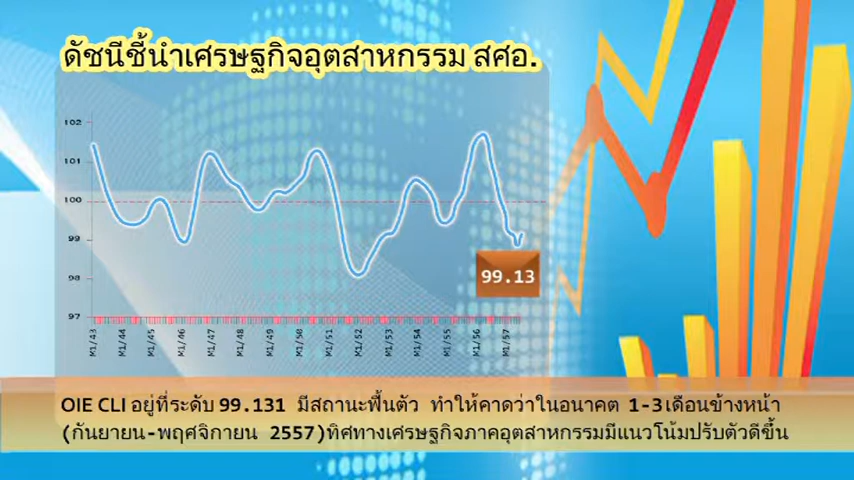 ดัชนีชี้นำเศรษฐกิจอุตสาหกรรม สศอ.
102
101
100
99
98
97
99.13
M1/43 M1/44 M1/45 M1/46 M1/47 M1/48 M1/49 M1/50 M1/51 M1/52 M1/53 M1/54 M1/55 M1/56 M1/57
OIE CLI อยู่ที่ระดับ 99.131 มีสถานะฟื้นตัว ทำให้คาดว่าในอนาคต 1-3เดือนข้างหน้า
(กันยายน-พฤศจิกายน 2557)ทิศทางเศรษฐกิจภาคอุตสาหกรรมมีแนวโน้มปรับตัวดีขึ้น